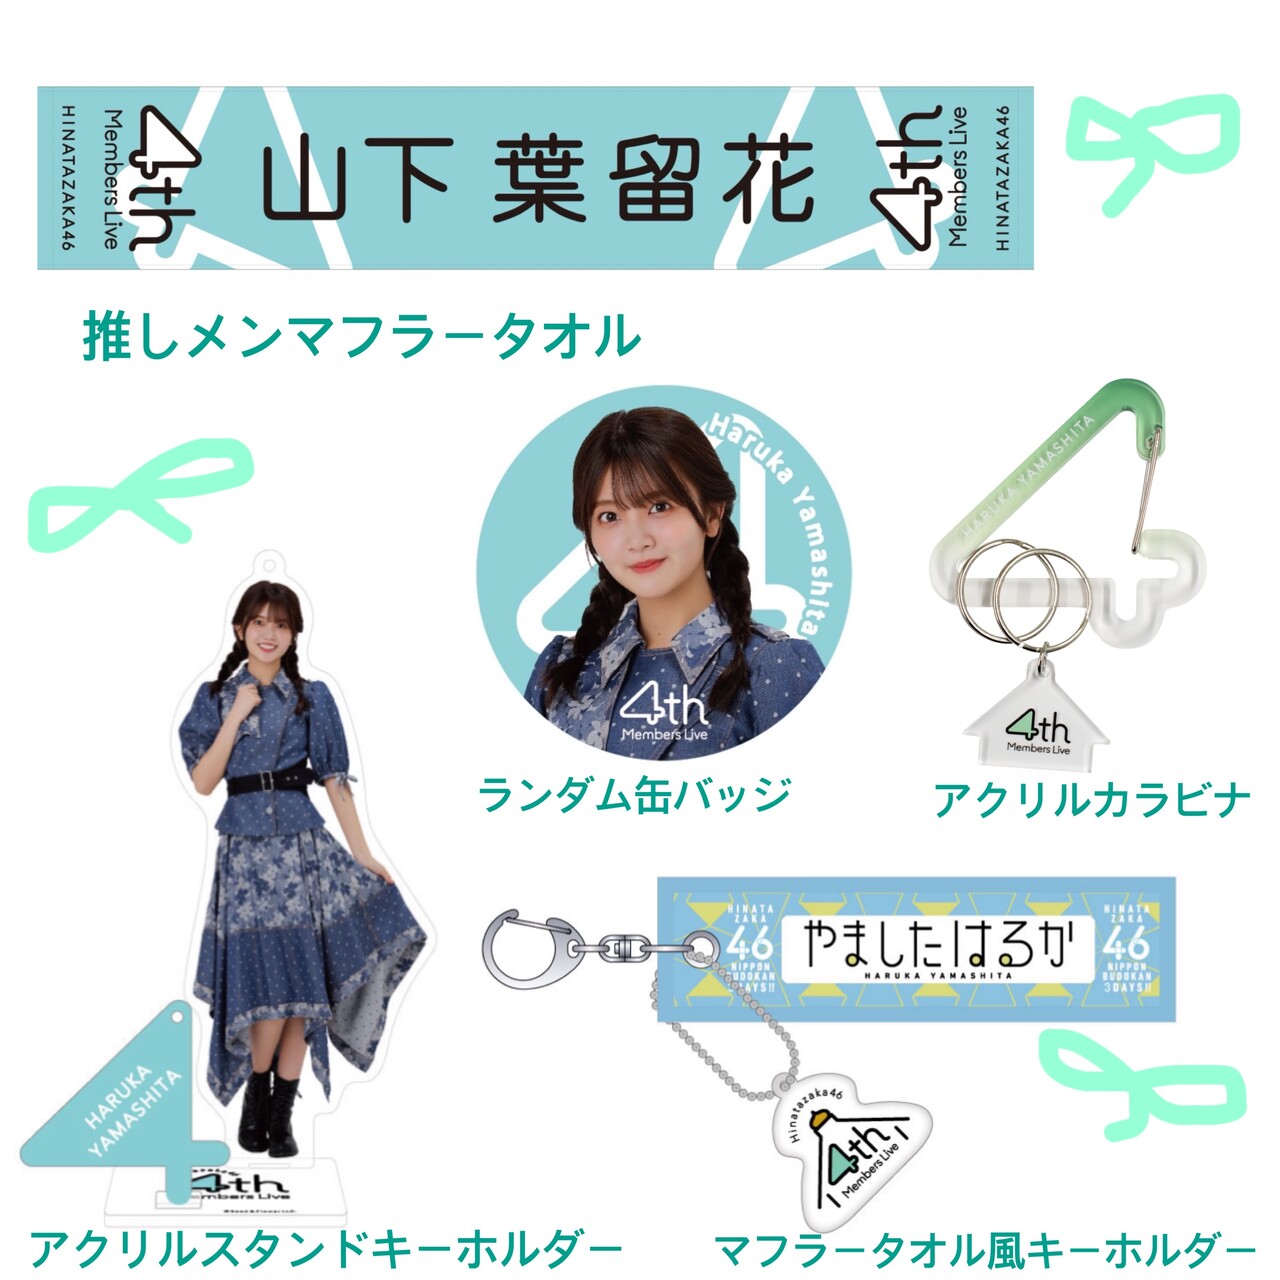 HINATAZAKA46
4th
Members Live
山下 葉留花
4th
Members Live
HINATAZAKA46
推しメンマフラータオル
Haruka Yamashita
4th
Members Live
ランダム缶バッジ
HARUKA YAMASHITA
4th
Members Live
アクリルカラビナ
HARUKA
YAMASHITA
4th
Members Live
アクリルスタンドキーホルダー
HINATA
ZAKA
46
NIPPON
BUDOKAN
3DAYS!!
やましたはるか
HARUKA YAMASHITA
HINATA
ZAKA
46
NIPPON
BUDOKAN
3DAYS!!
Hinatazaka46
4th
Members Live
マフラータオル風キーホルダー